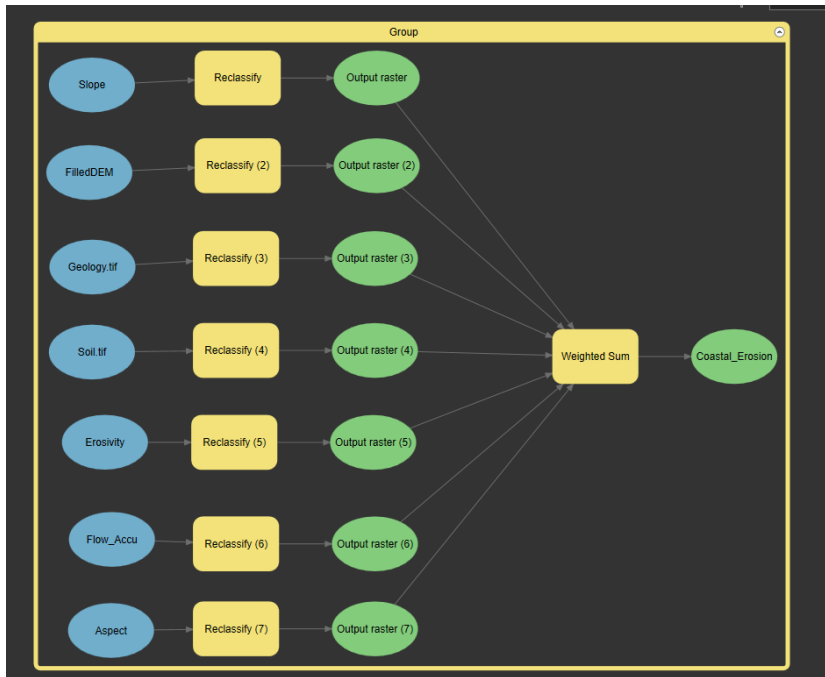 Group
Slope
Reclassify
Output raster
FilledDEM
Reclassify (2)
Output raster (2)
Geology.tif
Reclassify (3)
Output raster (3)
Soil.tif
Reclassify (4)
Output raster (4)
Weighted Sum
Coastal_Erosion
Erosivity
Reclassify (5)
Output raster (5)
Flow_Accu
Reclassify (6)
Output raster (6)
Aspect
Reclassify (7)
Output raster (7)